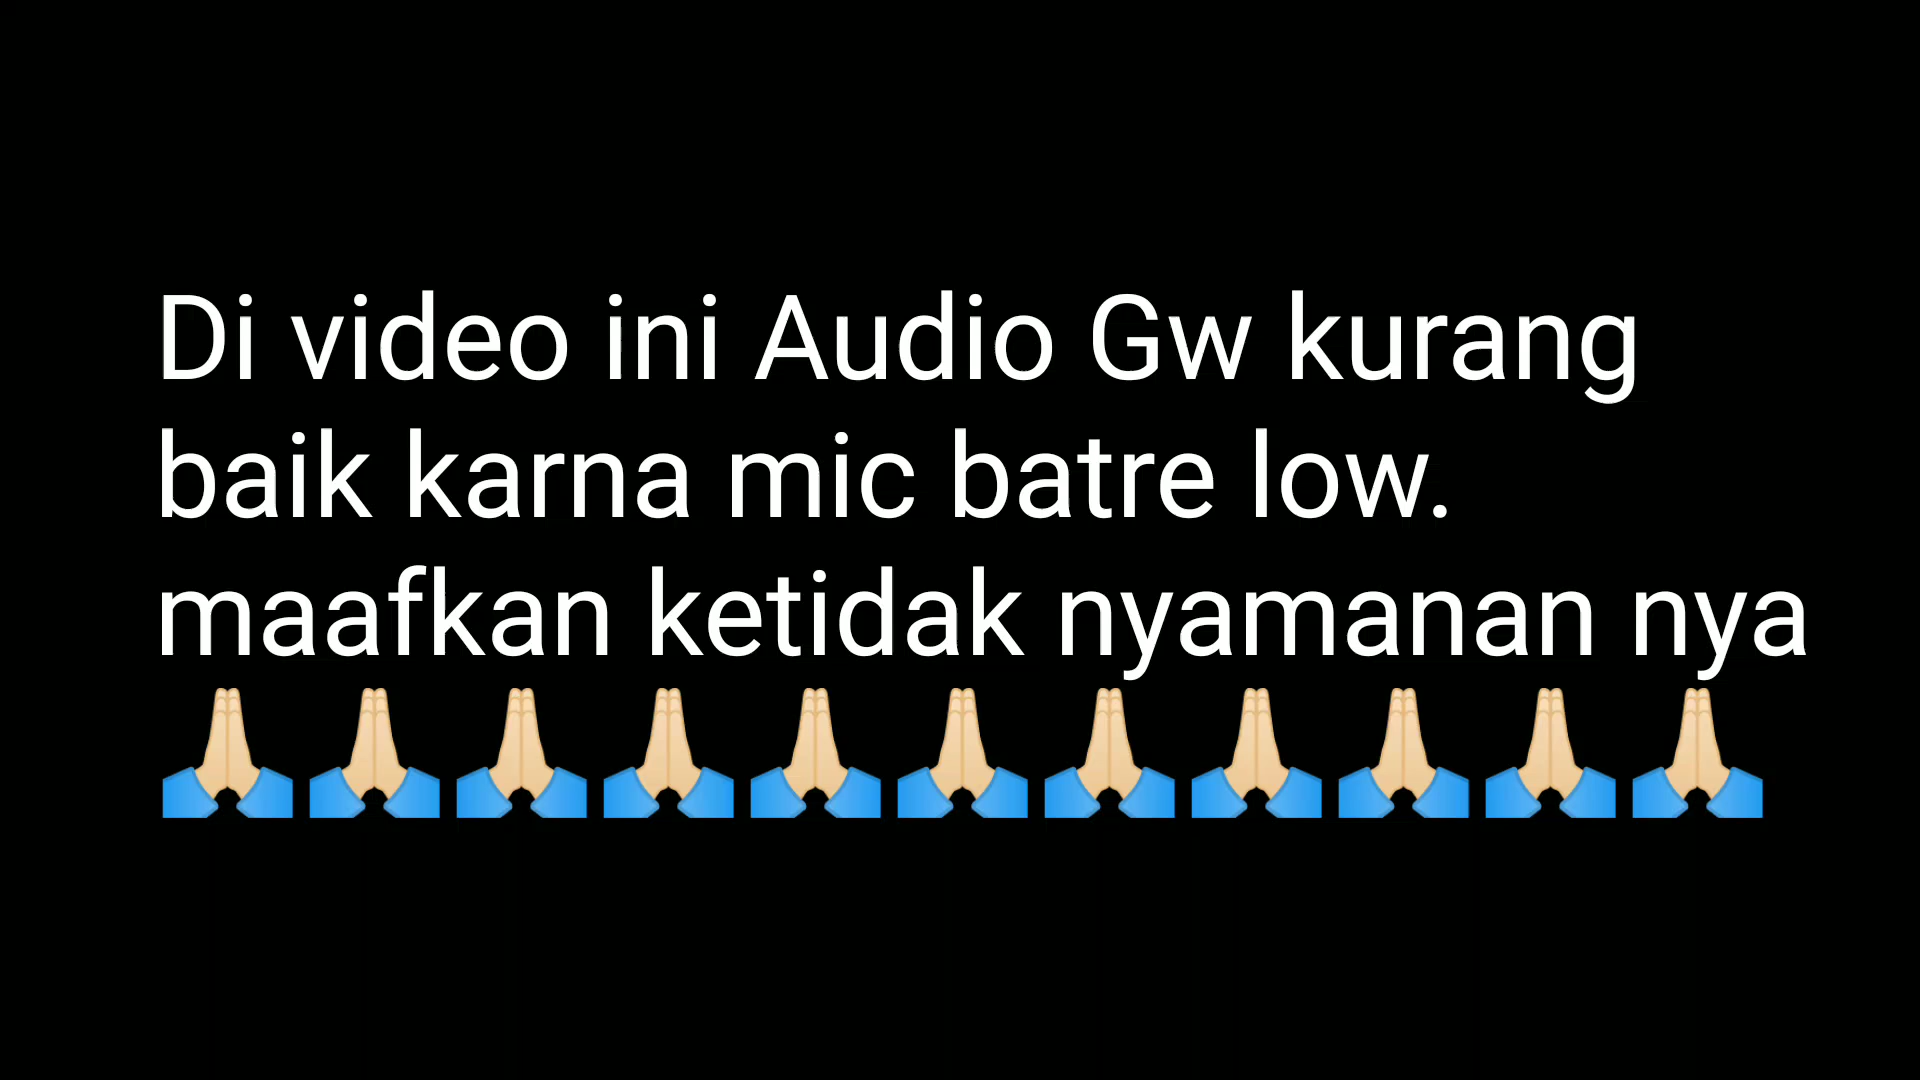 Di video ini Audio Gw kurang
baik karna mic batre low.
maafkan ketidak nyamanan nya
🙏🏻🙏🏻🙏🏻🙏🏻🙏🏻🙏🏻🙏🏻🙏🏻🙏🏻🙏🏻🙏🏻